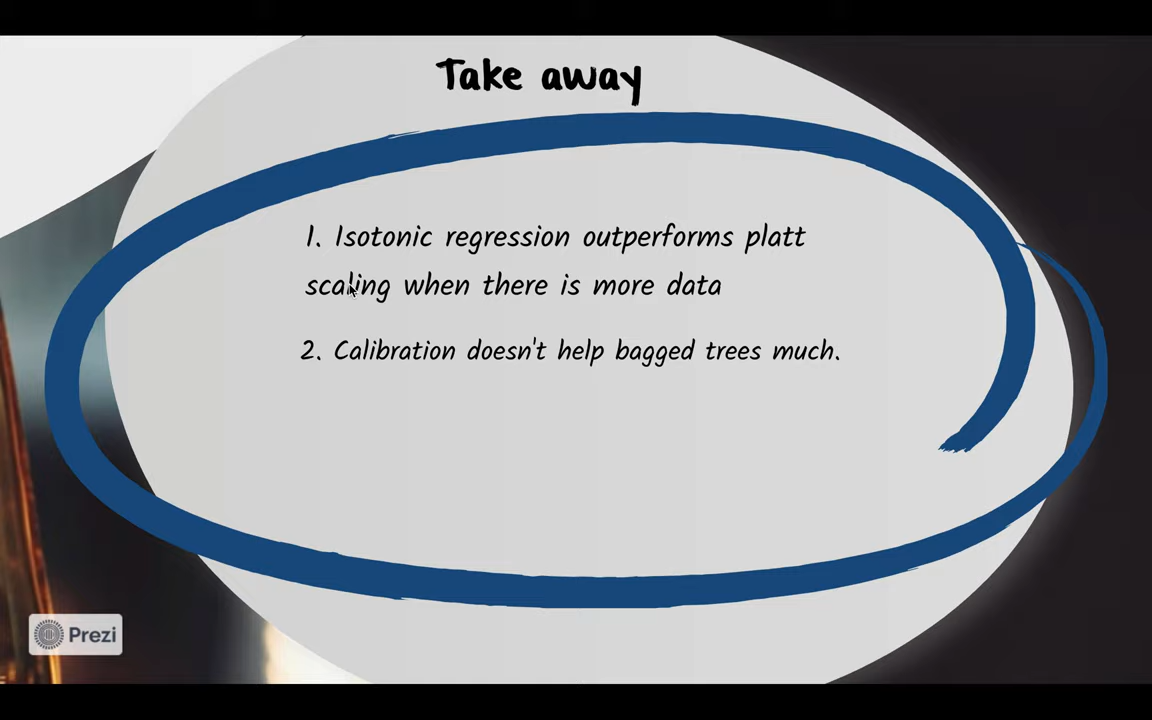 Take away
1. Isotonic regression outperforms platt
scaling when there is more data
2. Calibration doesn't help bagged trees much.
Prezi